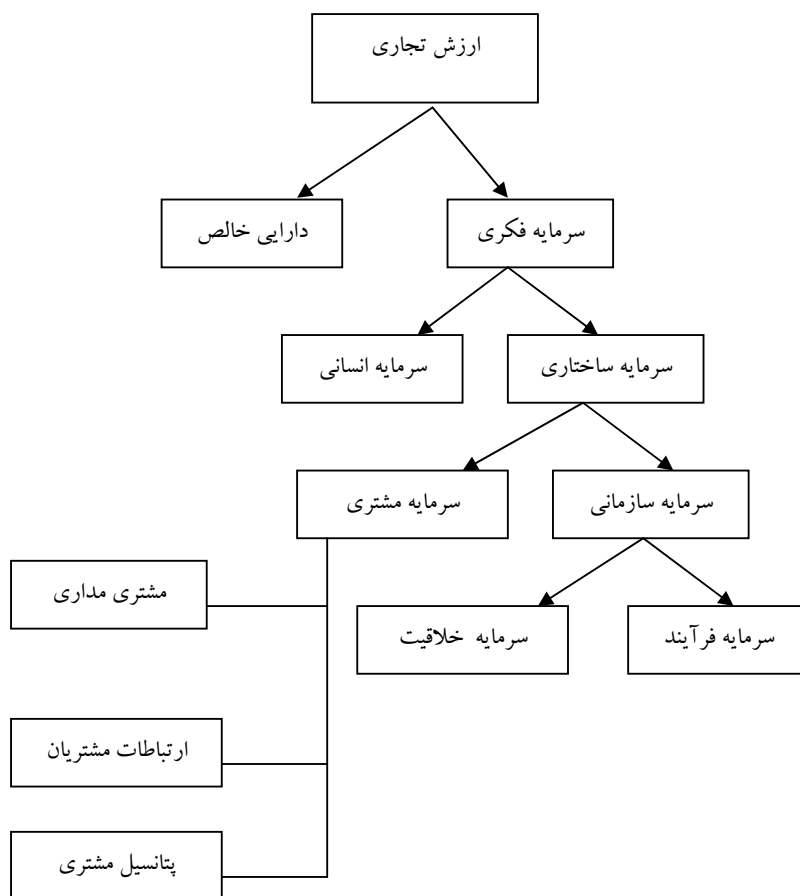 ارزش تجاری
سرمایه فکری
دارایی خالص
سرمایه ساختاری
سرمایه انسانی
سرمایه سازمانی
سرمایه مشتری
مشتری مداری
سرمایه فرآیند
سرمایه خلاقیت
ارتباطات مشتریان
پتانسیل مشتری